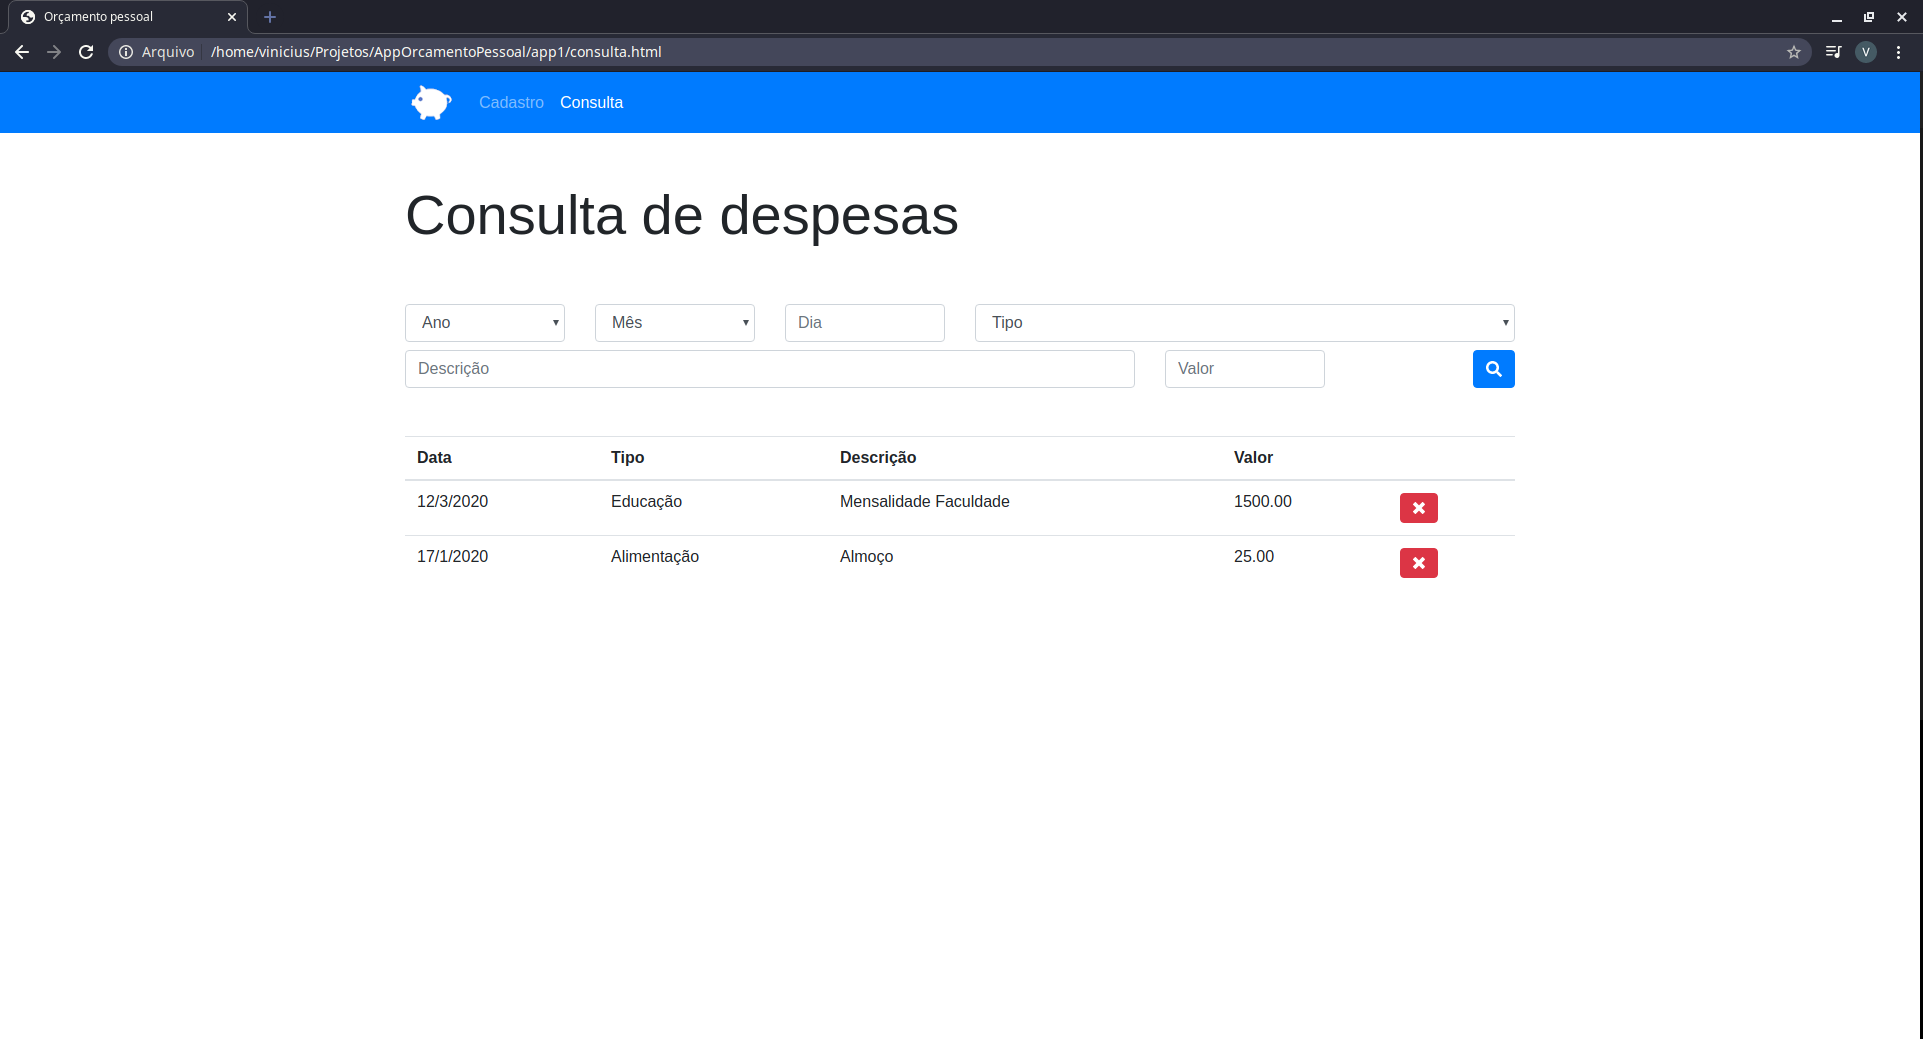 Orçamento pessoal
Arquivo /home/vinicius/Projetos/AppOrcamentoPessoal/app1/consulta.html V
Cadastro Consulta
Consulta de despesas
Ano Mês Dia Tipo
Descrição Valor
Data Tipo Descrição Valor
12/3/2020 Educação Mensalidade Faculdade 1500.00
17/1/2020 Alimentação Almoço 25.00